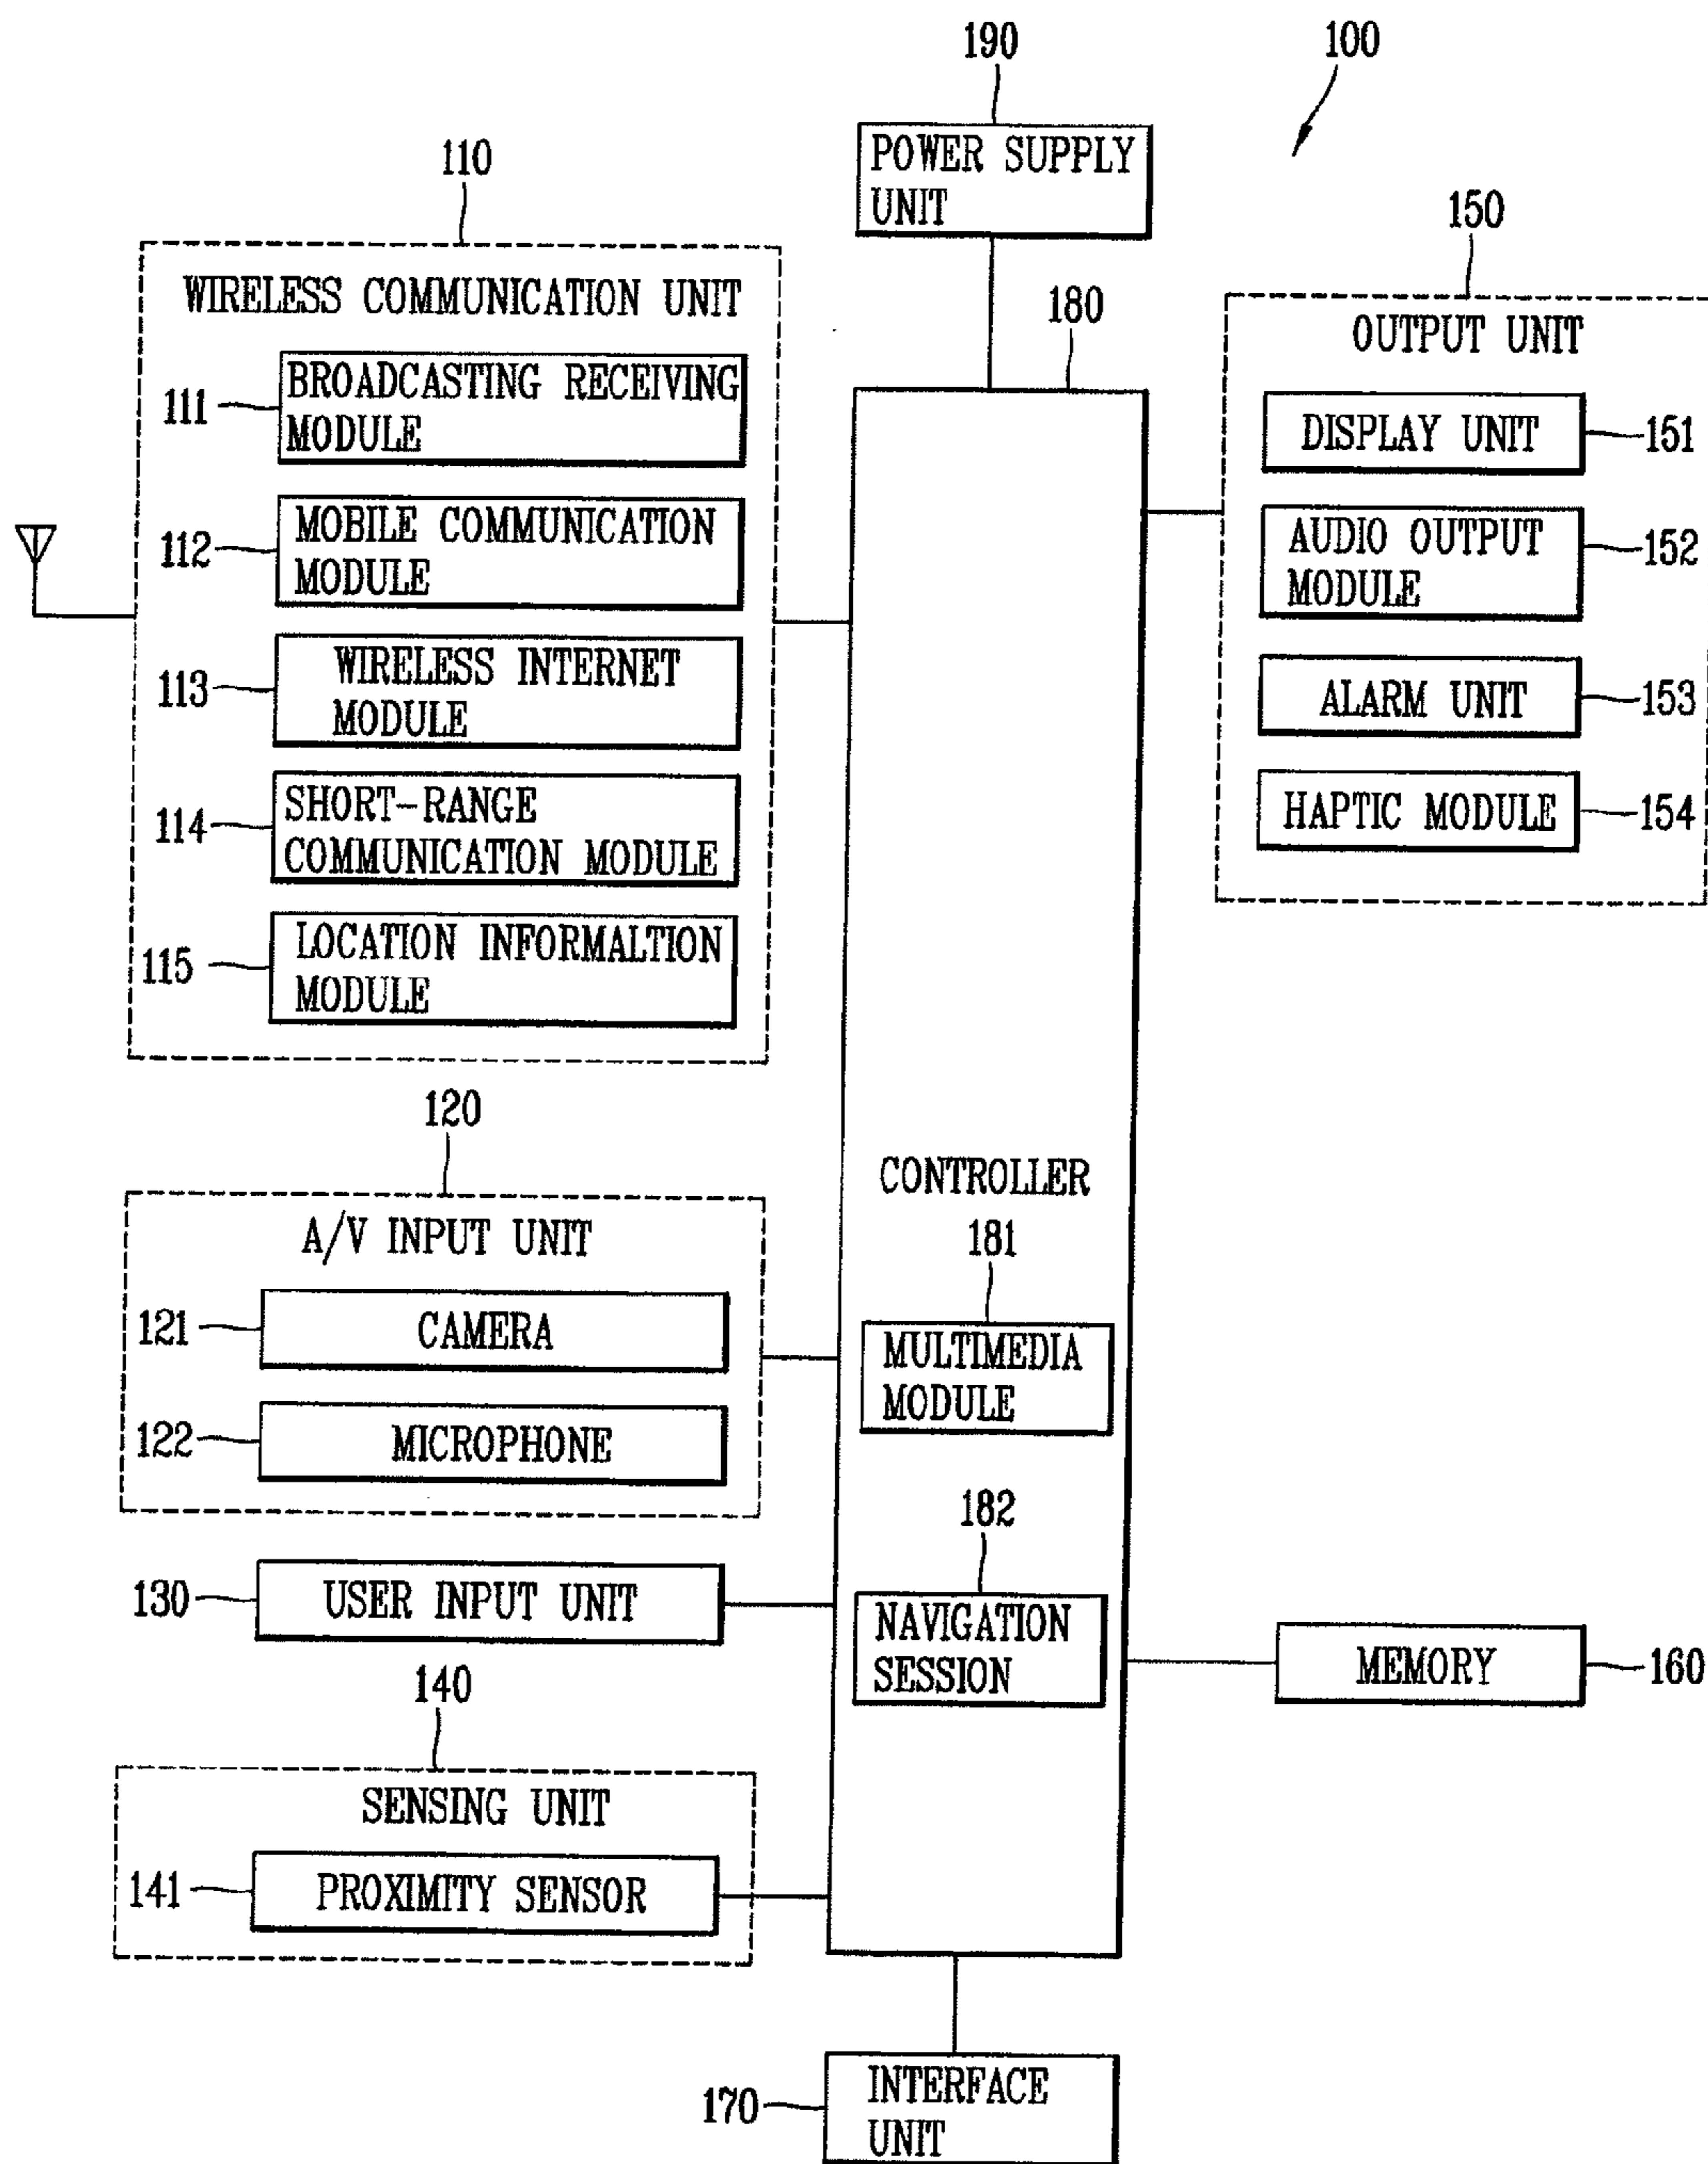 190
100
POWER SUPPLY
UNIT
110
WIRELESS COMMUNICATION UNIT
111
BROADCASTING RECEIVING
MODULE
112
MOBILE COMMUNICATION
MODULE
113
WIRELESS INTERNET
MODULE
114
SHORT-RANGE
COMMUNICATION MODULE
115
LOCATION INFORMALTION
MODULE
120
A/V INPUT UNIT
121
CAMERA
122
MICROPHONE
130
USER INPUT UNIT
140
SENSING UNIT
141
PROXIMITY SENSOR
180
CONTROLLER
181
MULTIMEDIA
MODULE
182
NAVIGATION
SESSION
150
OUTPUT UNIT
DISPLAY UNIT
151
AUDIO OUTPUT
MODULE
152
ALARM UNIT
153
HAPTIC MODULE
154
MEMORY
160
170
INTERFACE
UNIT